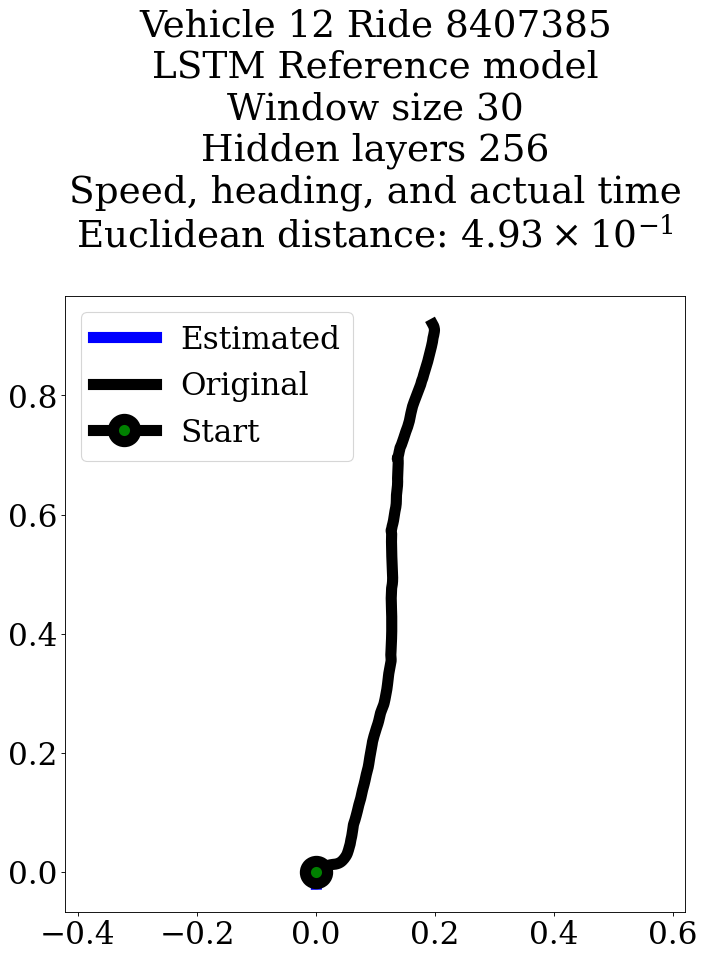 Vehicle 12 Ride 8407385
LSTM Reference model
Window size 30
Hidden layers 256
Speed, heading, and actual time
Euclidean distance: 4.93 × 10⁻¹
Estimated
Original
Start
0.8
0.6
0.4
0.2
0.0
−0.4 −0.2 0.0 0.2 0.4 0.6